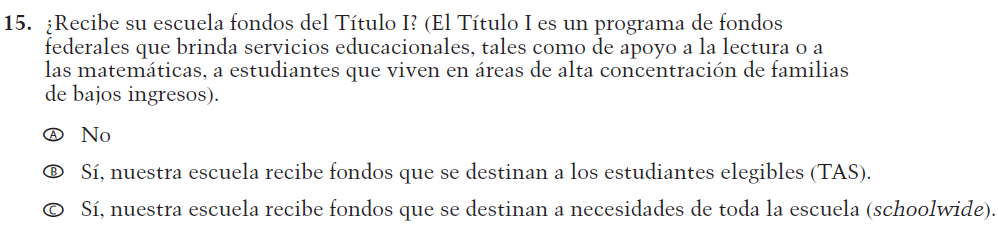 15. ¿Recibe su escuela fondos del Título I? (El Título I es un programa de fondos
federales que brinda servicios educacionales, tales como de apoyo a la lectura o a
las matemáticas, a estudiantes que viven en áreas de alta concentración de familias
de bajos ingresos).
A No
B Sí, nuestra escuela recibe fondos que se destinan a los estudiantes elegibles (TAS).
C Sí, nuestra escuela recibe fondos que se destinan a necesidades de toda la escuela (schoolwide).